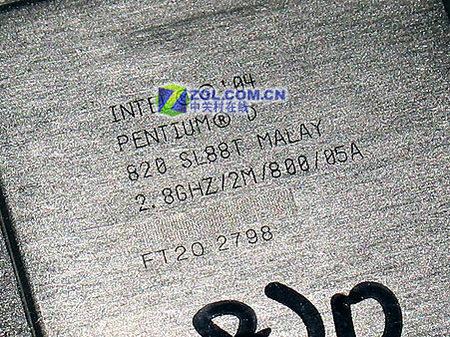 INTEL '04
ZOL.COM.CN
中关村在线
PENTIUM® D
820 SL88T MALAY
2.8GHZ/2M/800/05A
FT20 2798
820